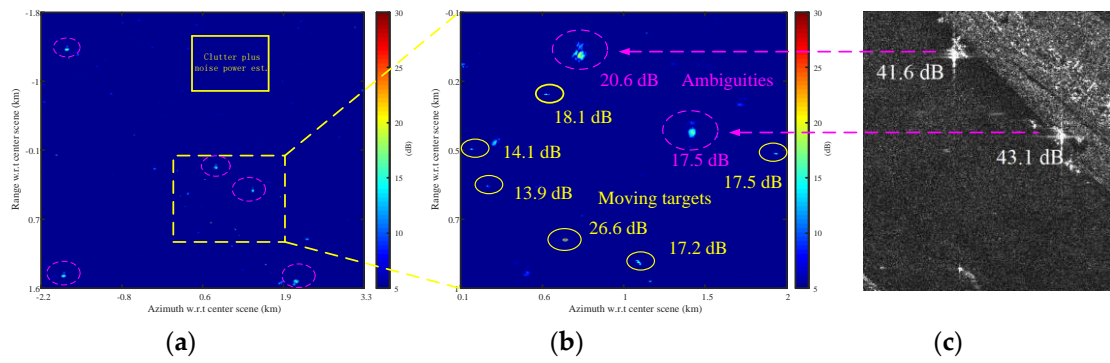 -1.8
-1
-0.1
0.7
1.6
Range w.r.t center scene (km)
-2.2
-0.8
0.6
1.9
3.3
Azimuth w.r.t center scene (km)
Clutter plus
noise power est.
30
25
20
15
10
5
(dB)
(a)
-0.1
0.2
0.4
0.7
1
Range w.r.t center scene (km)
0.1
0.6
1
1.5
2
Azimuth w.r.t center scene (km)
20.6 dB
Ambiguities
18.1 dB
17.5 dB
14.1 dB
17.5 dB
13.9 dB
Moving targets
26.6 dB
17.2 dB
30
25
20
15
10
5
(dB)
(b)
41.6 dB
43.1 dB
(c)